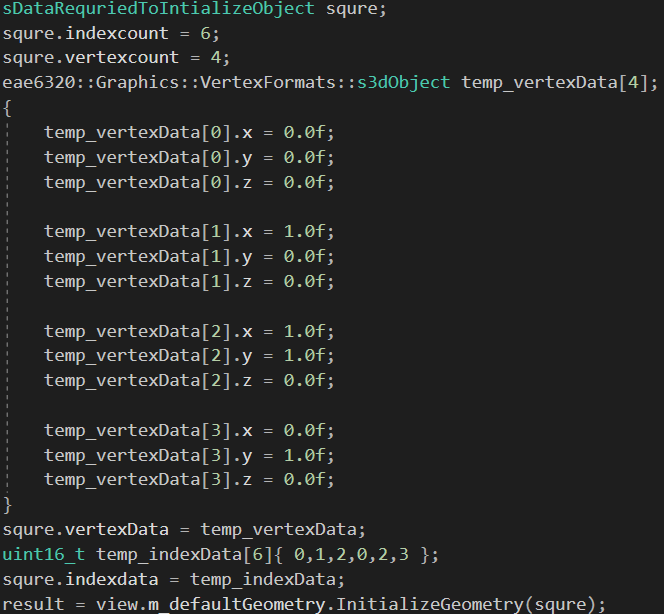 sDataRequriedToIntializeObject squre;
squre.indexcount = 6;
squre.vertexcount = 4;
eae6320::Graphics::VertexFormats::s3dObject temp_vertexData[4];
{
    temp_vertexData[0].x = 0.0f;
    temp_vertexData[0].y = 0.0f;
    temp_vertexData[0].z = 0.0f;

    temp_vertexData[1].x = 1.0f;
    temp_vertexData[1].y = 0.0f;
    temp_vertexData[1].z = 0.0f;

    temp_vertexData[2].x = 1.0f;
    temp_vertexData[2].y = 1.0f;
    temp_vertexData[2].z = 0.0f;

    temp_vertexData[3].x = 0.0f;
    temp_vertexData[3].y = 1.0f;
    temp_vertexData[3].z = 0.0f;
}
squre.vertexData = temp_vertexData;
uint16_t temp_indexData[6]{ 0,1,2,0,2,3 };
squre.indexdata = temp_indexData;
result = view.m_defaultGeometry.InitializeGeometry(squre);